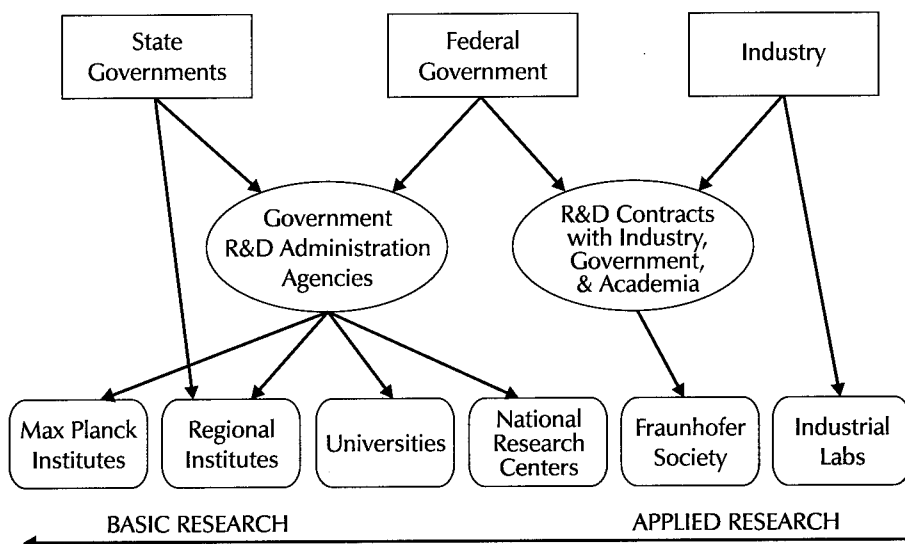 State
Governments
Federal
Government
Industry
Government
R&D Administration
Agencies
R&D Contracts
with Industry,
Government,
& Academia
Max Planck
Institutes
Regional
Institutes
Universities
National
Research
Centers
Fraunhofer
Society
Industrial
Labs
BASIC RESEARCH
APPLIED RESEARCH